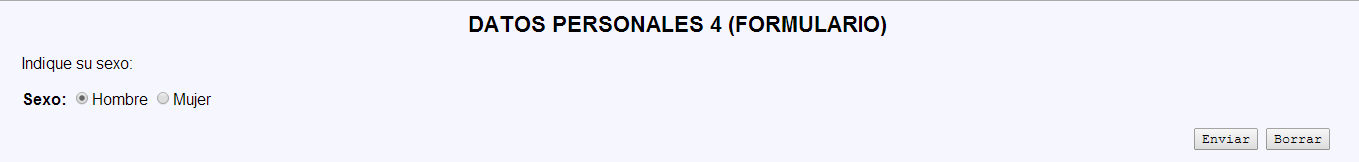 DATOS PERSONALES 4 (FORMULARIO)
Indique su sexo:
Sexo: Hombre Mujer
Enviar Borrar